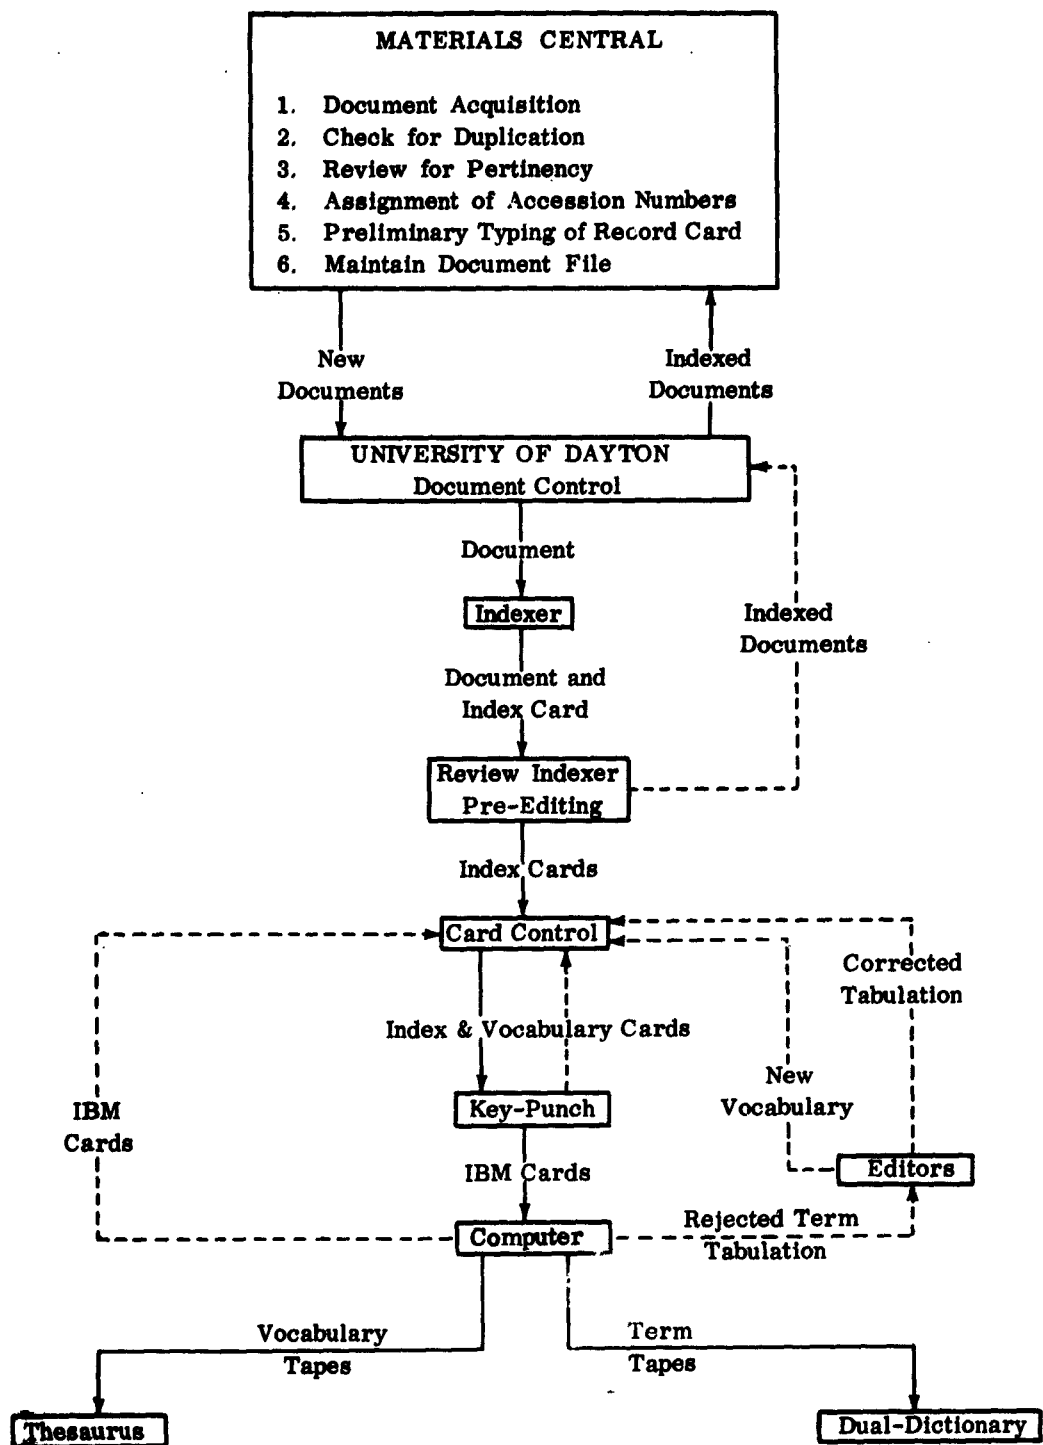 MATERIALS CENTRAL
1. Document Acquisition
2. Check for Duplication
3. Review for Pertinency
4. Assignment of Accession Numbers
5. Preliminary Typing of Record Card
6. Maintain Document File
New
Documents
Indexed
Documents
UNIVERSITY OF DAYTON
Document Control
Document
Indexer
Indexed
Documents
Document and
Index Card
Review Indexer
Pre-Editing
Index Cards
Card Control
Corrected
Tabulation
Index & Vocabulary Cards
New
Vocabulary
Key-Punch
IBM
Cards
IBM Cards
Editors
Computer
Rejected Term
Tabulation
Vocabulary
Tapes
Term
Tapes
Thesaurus
Dual-Dictionary